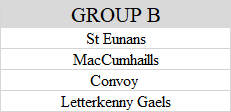 GROUP B
St Eunans
MacCumhaills
Convoy
Letterkenny Gaels